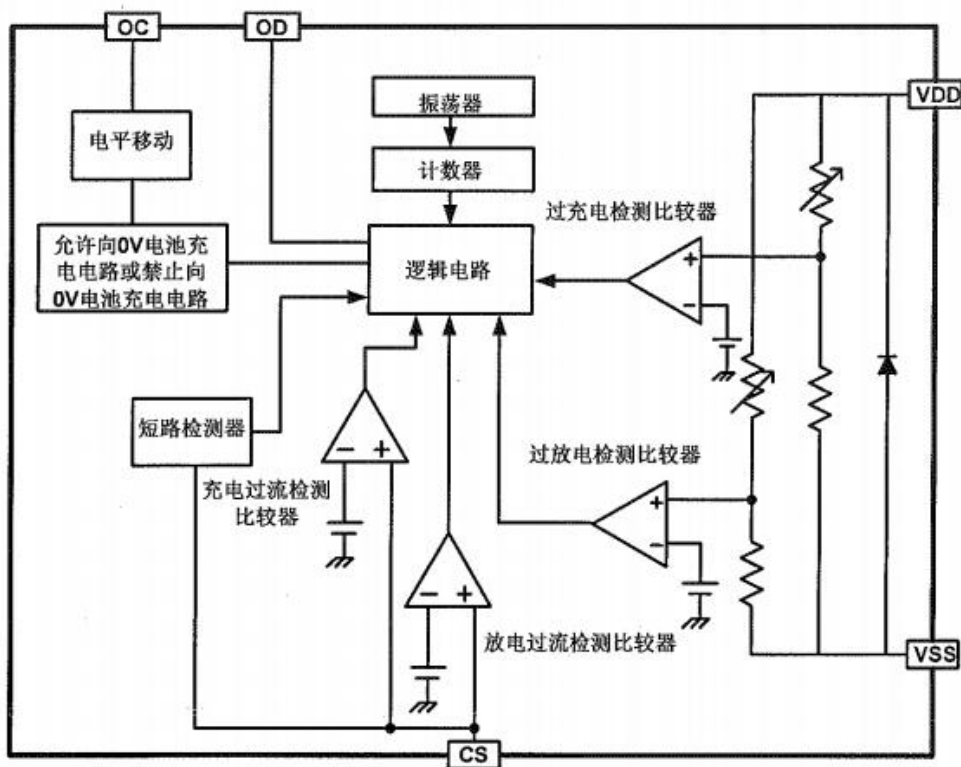 OC
OD
振荡器
VDD
电平移动
计数器
过充电检测比较器
允许向0V电池充
电电路或禁止向
0V电池充电电路
逻辑电路
+
−
短路检测器
− +
过放电检测比较器
充电过流检测
比较器
+
−
− +
放电过流检测比较器
VSS
CS